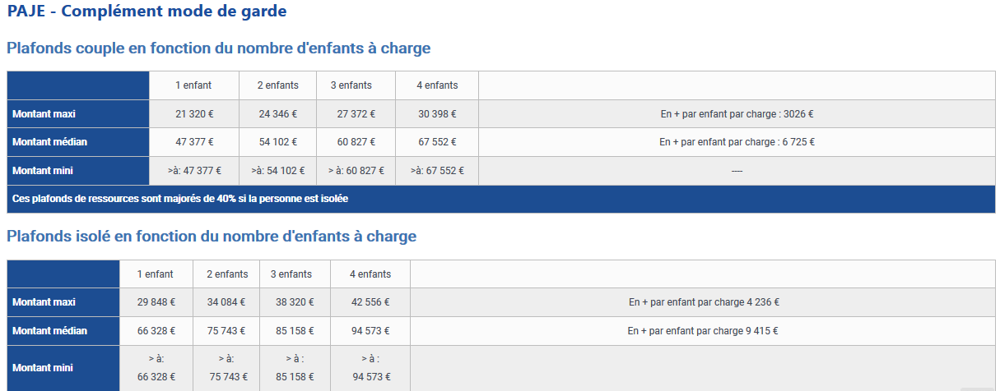 PAJE - Complément mode de garde
Plafonds couple en fonction du nombre d'enfants à charge
1 enfant 2 enfants 3 enfants 4 enfants
Montant maxi 21 320 € 24 346 € 27 372 € 30 398 € En + par enfant par charge : 3026 €
Montant médian 47 377 € 54 102 € 60 827 € 67 552 € En + par enfant par charge : 6 725 €
Montant mini >à: 47 377 € >à: 54 102 € > à: 60 827 € >à: 67 552 € ----
Ces plafonds de ressources sont majorés de 40% si la personne est isolée
Plafonds isolé en fonction du nombre d'enfants à charge
1 enfant 2 enfants 3 enfants 4 enfants
Montant maxi 29 848 € 34 084 € 38 320 € 42 556 € En + par enfant par charge 4 236 €
Montant médian 66 328 € 75 743 € 85 158 € 94 573 € En + par enfant par charge 9 415 €
Montant mini > à: 66 328 € > à: 75 743 € > à : 85 158 € > à : 94 573 €